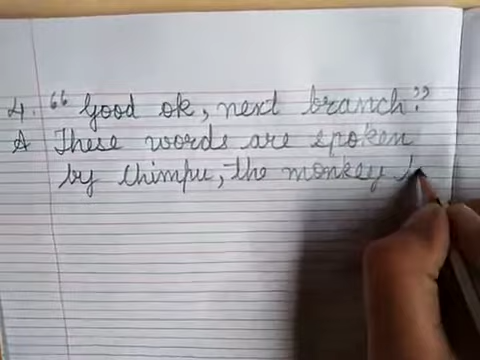 4. "Good ok, next branch."
A These words are spoken
by Chimpu, the monkey